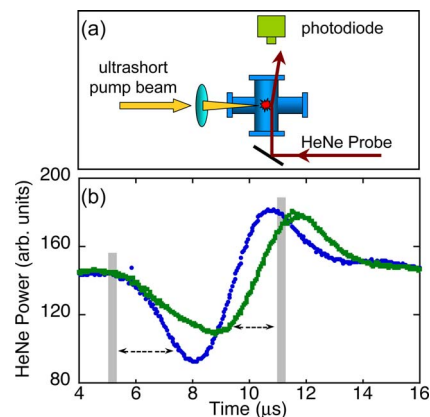 (a)
photodiode
ultrashort
pump beam
HeNe Probe
(b)
HeNe Power (arb. units)
200
160
120
80
4 6 8 10 12 14 16
Time (μs)